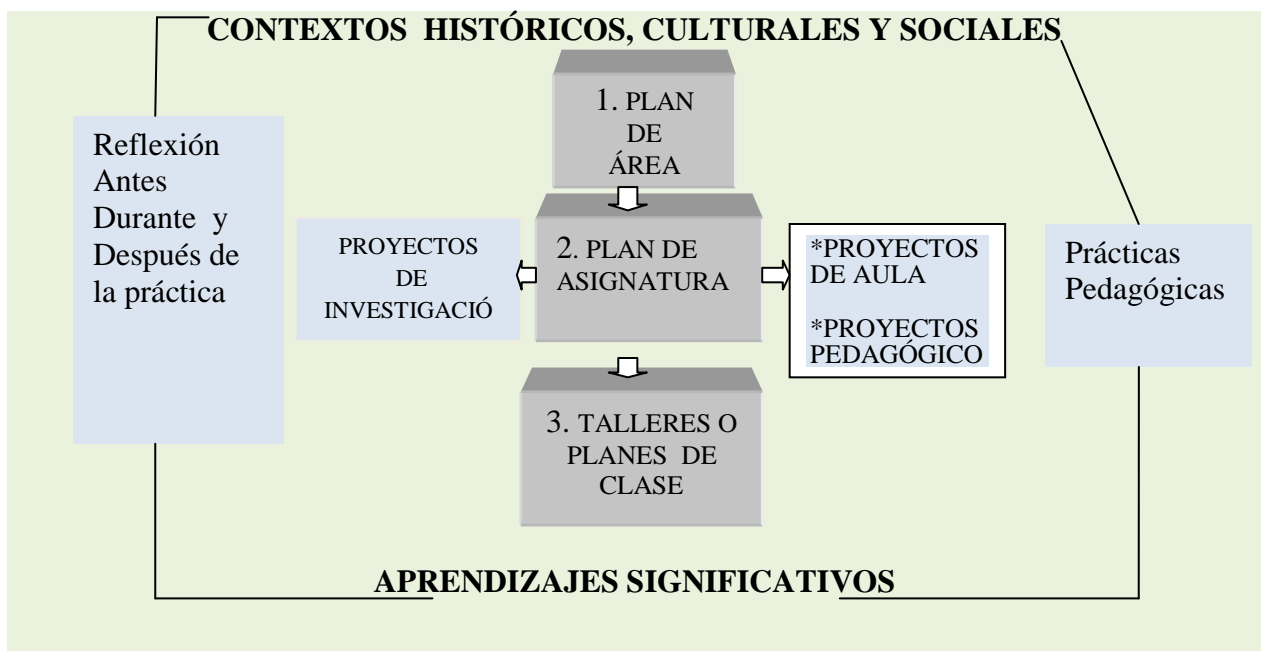 CONTEXTOS HISTÓRICOS, CULTURALES Y SOCIALES
1. PLAN
DE
ÁREA
Reflexión
Antes
Durante y
Después de
la práctica
PROYECTOS
DE
INVESTIGACIÓ
2. PLAN DE
ASIGNATURA
*PROYECTOS
DE AULA
*PROYECTOS
PEDAGÓGICO
Prácticas
Pedagógicas
3. TALLERES O
PLANES DE
CLASE
APRENDIZAJES SIGNIFICATIVOS